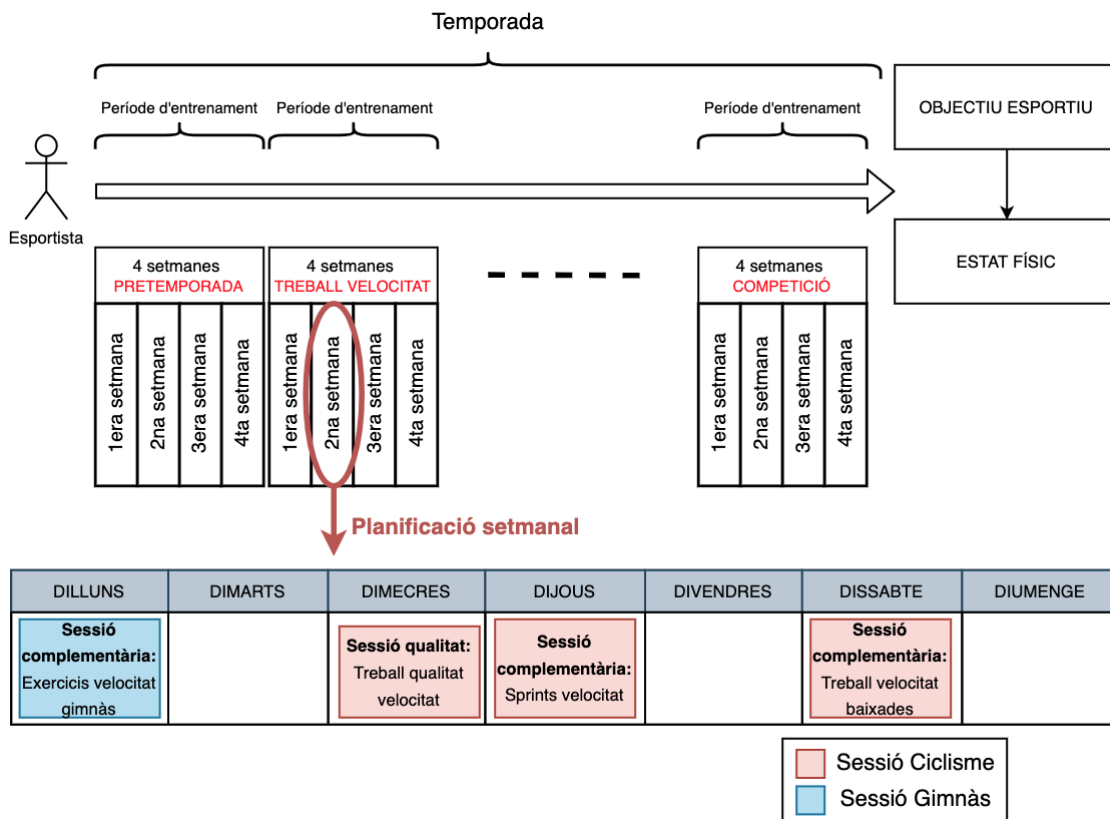 Temporada
Període d'entrenament
Període d'entrenament
Període d'entrenament
OBJECTIU ESPORTIU
Esportista
ESTAT FÍSIC
4 setmanes
PRETEMPORADA
4 setmanes
TREBALL VELOCITAT
4 setmanes
COMPETICIÓ
1era setmana
2na setmana
3era setmana
4ta setmana
1era setmana
2na setmana
3era setmana
4ta setmana
1era setmana
2na setmana
3era setmana
4ta setmana
Planificació setmanal
DILLUNS
DIMARTS
DIMECRES
DIJOUS
DIVENDRES
DISSABTE
DIUMENGE
Sessió
complementària:
Exercicis velocitat
gimnàs
Sessió qualitat:
Treball qualitat
velocitat
Sessió
complementària:
Sprints velocitat
Sessió
complementària:
Treball velocitat
baixades
Sessió Ciclisme
Sessió Gimnàs